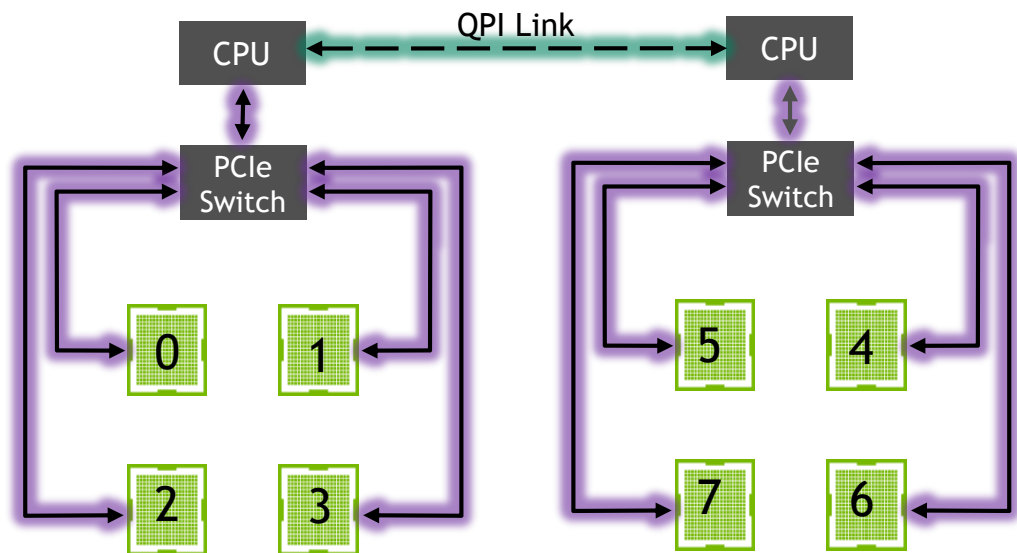 QPI Link
CPU
CPU
PCIe
Switch
PCIe
Switch
0
1
5
4
2
3
7
6